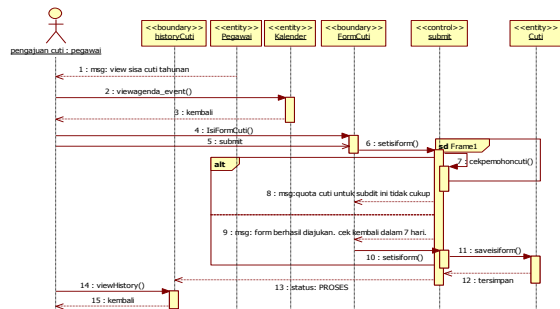 <<boundary>> <<entity>> <<entity>> <<boundary>> <<control>> <<entity>>
historyCuti Pegawai Kalender FormCuti submit Cuti
pengajuan cuti : pegawai
1 : msg: view sisa cuti tahunan
2 : viewagenda_event()
3 : kembali
4 : IsiFormCuti()
5 : submit
6 : setisiform()
sd Frame1
7 : cekpemohoncuti()
alt
8 : msg:quota cuti untuk subdit ini tidak cukup
9 : msg: form berhasil diajukan. cek kembali dalam 7 hari.
10 : setisiform()
11 : saveisiform()
12 : tersimpan
13 : status: PROSES
14 : viewHistory()
15 : kembali